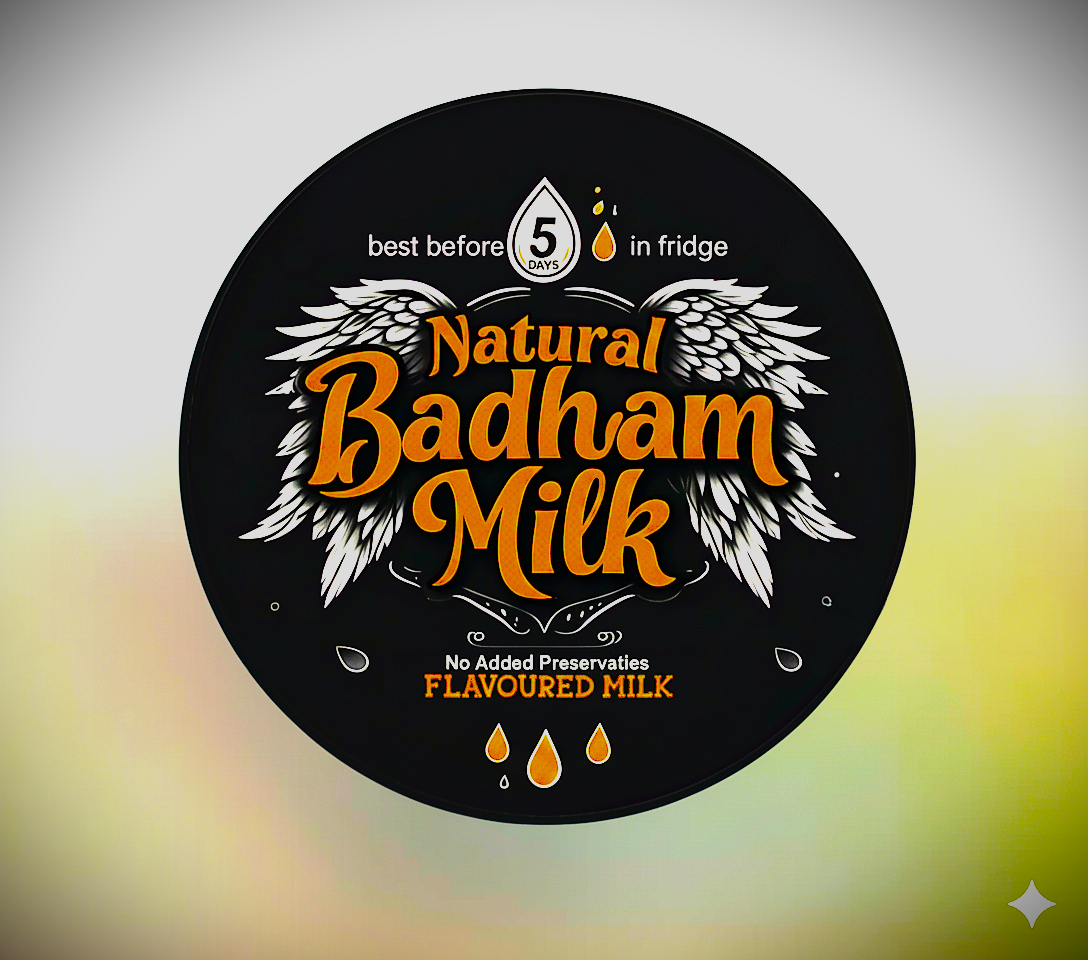 best before 5 DAYS in fridge
Natural
Badham
Milk
No Added Preservaties
FLAVOURED MILK